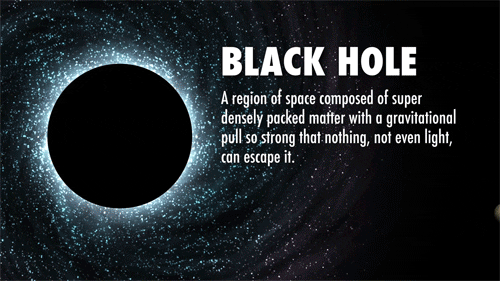 BLACK HOLE
A region of space composed of super
densely packed matter with a gravitational
pull so strong that nothing, not even light,
can escape it.